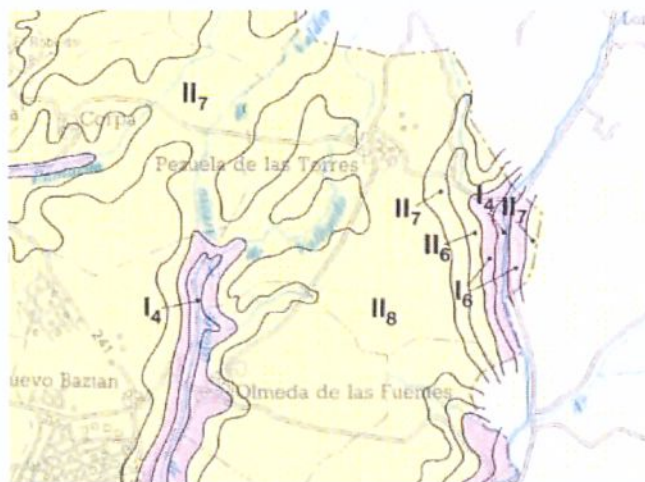 II₇
Corpa
Pezuela de las Torres
II₇
I₄
II₇
II₆
I₆
I₄
II₈
241
uevo Baztan
Olmeda de las Fuentes